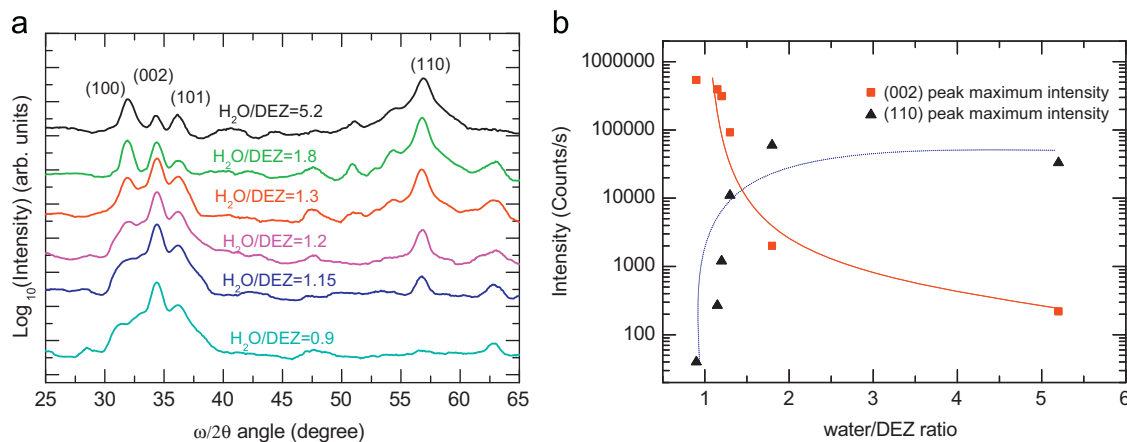 a
(110)
(002)
(100)
(101)
H2O/DEZ=5.2
H2O/DEZ=1.8
H2O/DEZ=1.3
H2O/DEZ=1.2
H2O/DEZ=1.15
H2O/DEZ=0.9
Log10(Intensity) (arb. units)
25 30 35 40 45 50 55 60 65
ω/2θ angle (degree)
b
1000000
100000
10000
1000
100
Intensity (Counts/s)
(002) peak maximum intensity
(110) peak maximum intensity
1 2 3 4 5 6
water/DEZ ratio